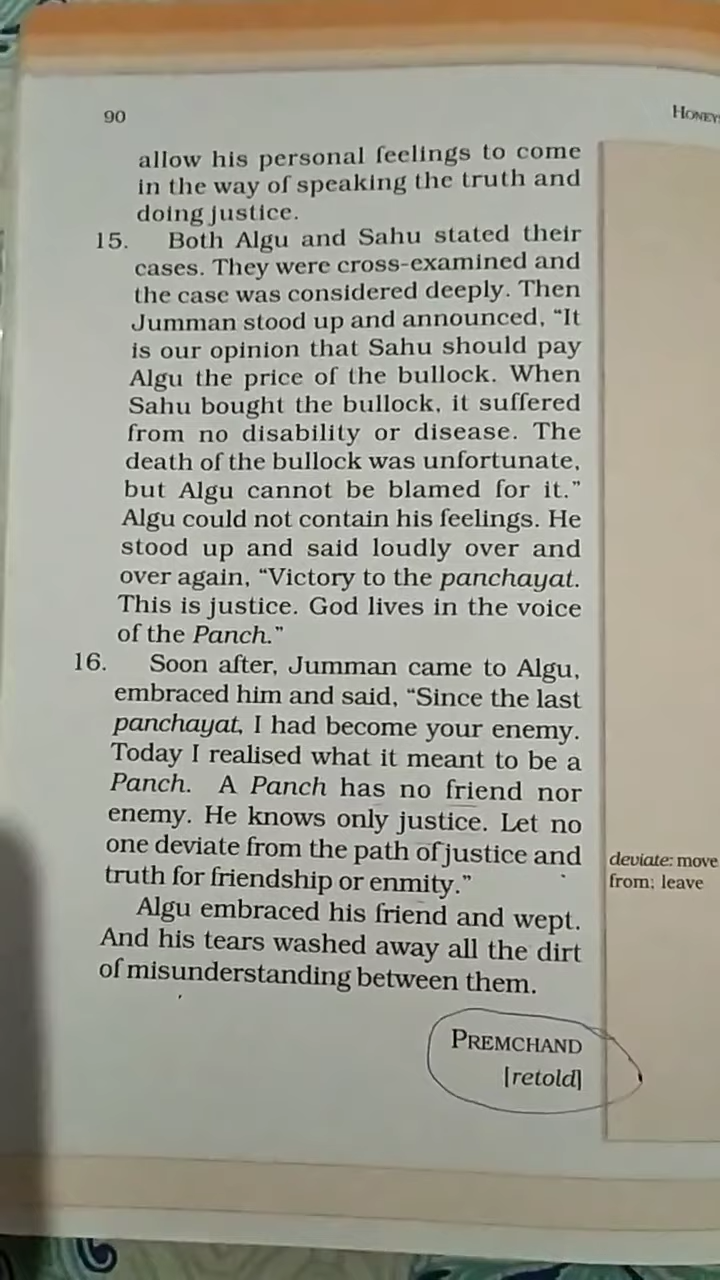 90
allow his personal feelings to come
in the way of speaking the truth and
doing justice.
15. Both Algu and Sahu stated their
cases. They were cross-examined and
the case was considered deeply. Then
Jumman stood up and announced, “It
is our opinion that Sahu should pay
Algu the price of the bullock. When
Sahu bought the bullock, it suffered
from no disability or disease. The
death of the bullock was unfortunate,
but Algu cannot be blamed for it.”
Algu could not contain his feelings. He
stood up and said loudly over and
over again, “Victory to the panchayat.
This is justice. God lives in the voice
of the Panch.”
16. Soon after, Jumman came to Algu,
embraced him and said, “Since the last
panchayat, I had become your enemy.
Today I realised what it meant to be a
Panch. A Panch has no friend nor
enemy. He knows only justice. Let no
one deviate from the path of justice and
truth for friendship or enmity.”
Algu embraced his friend and wept.
And his tears washed away all the dirt
of misunderstanding between them.
PREMCHAND
[retold]
deviate: move
from; leave